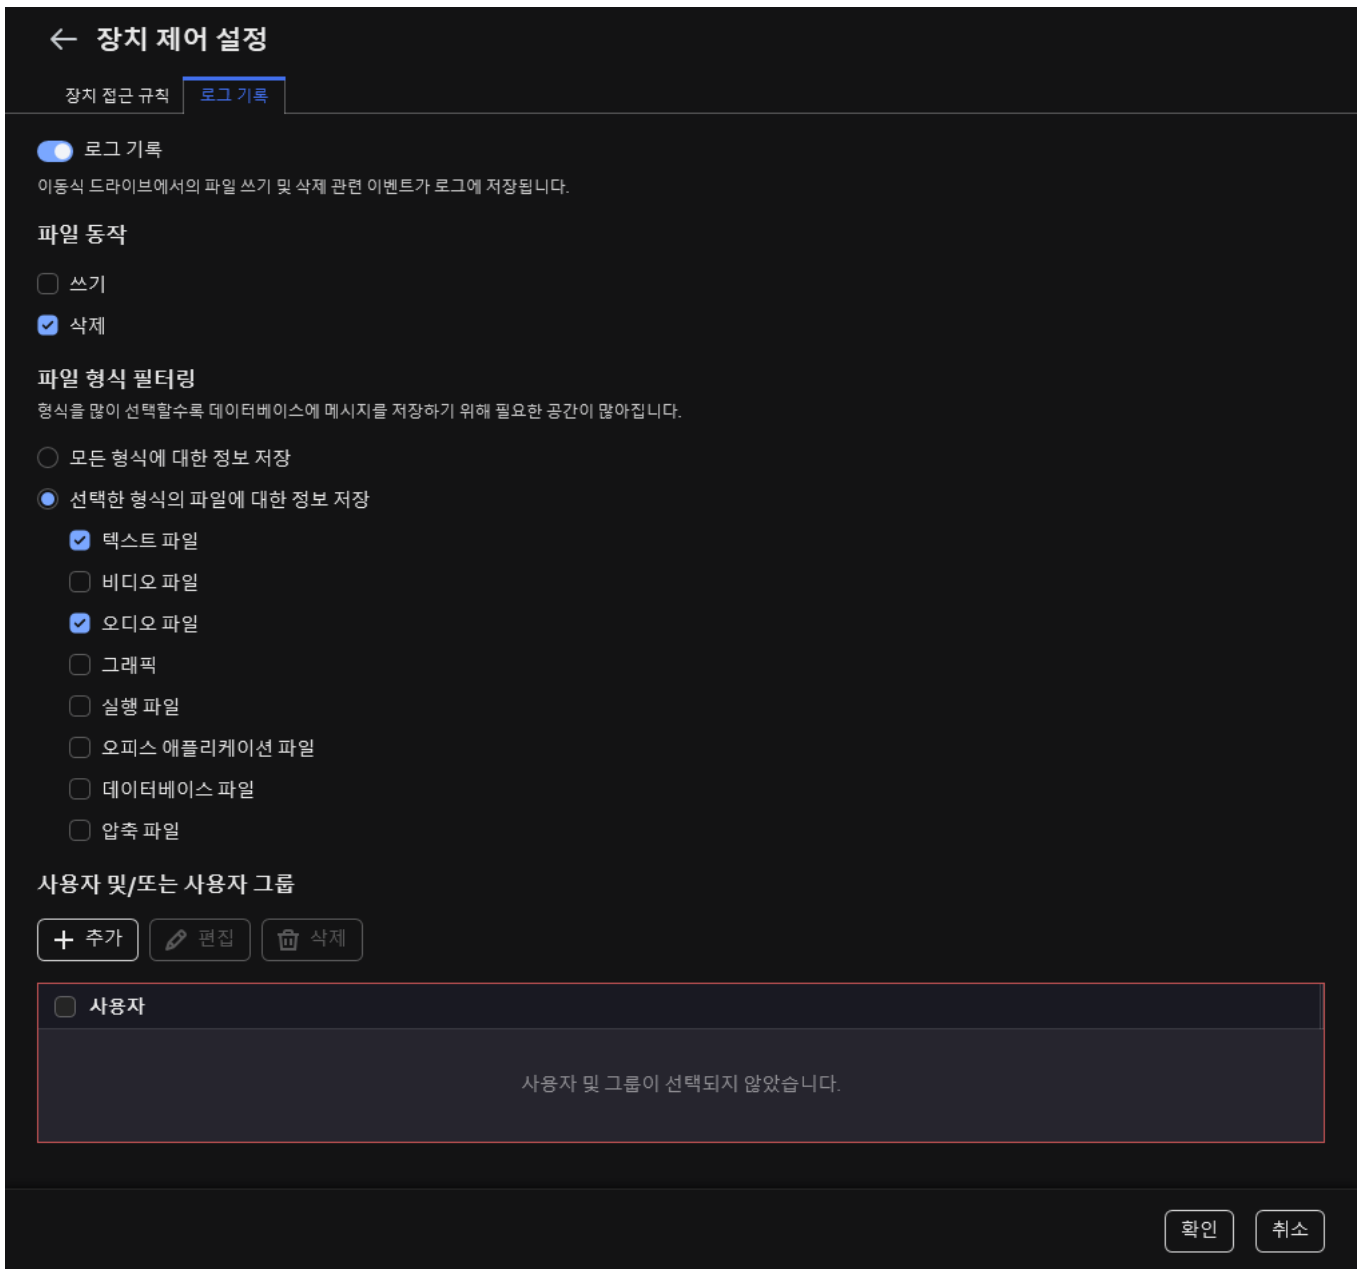 장치 제어 설정
장치 접근 규칙
로그 기록
로그 기록
이동식 드라이브에서의 파일 쓰기 및 삭제 관련 이벤트가 로그에 저장됩니다.
파일 동작
쓰기
삭제
파일 형식 필터링
형식을 많이 선택할수록 데이터베이스에 메시지를 저장하기 위해 필요한 공간이 많아집니다.
모든 형식에 대한 정보 저장
선택한 형식의 파일에 대한 정보 저장
텍스트 파일
비디오 파일
오디오 파일
그래픽
실행 파일
오피스 애플리케이션 파일
데이터베이스 파일
압축 파일
사용자 및/또는 사용자 그룹
추가
편집
삭제
사용자
사용자 및 그룹이 선택되지 않았습니다.
확인
취소